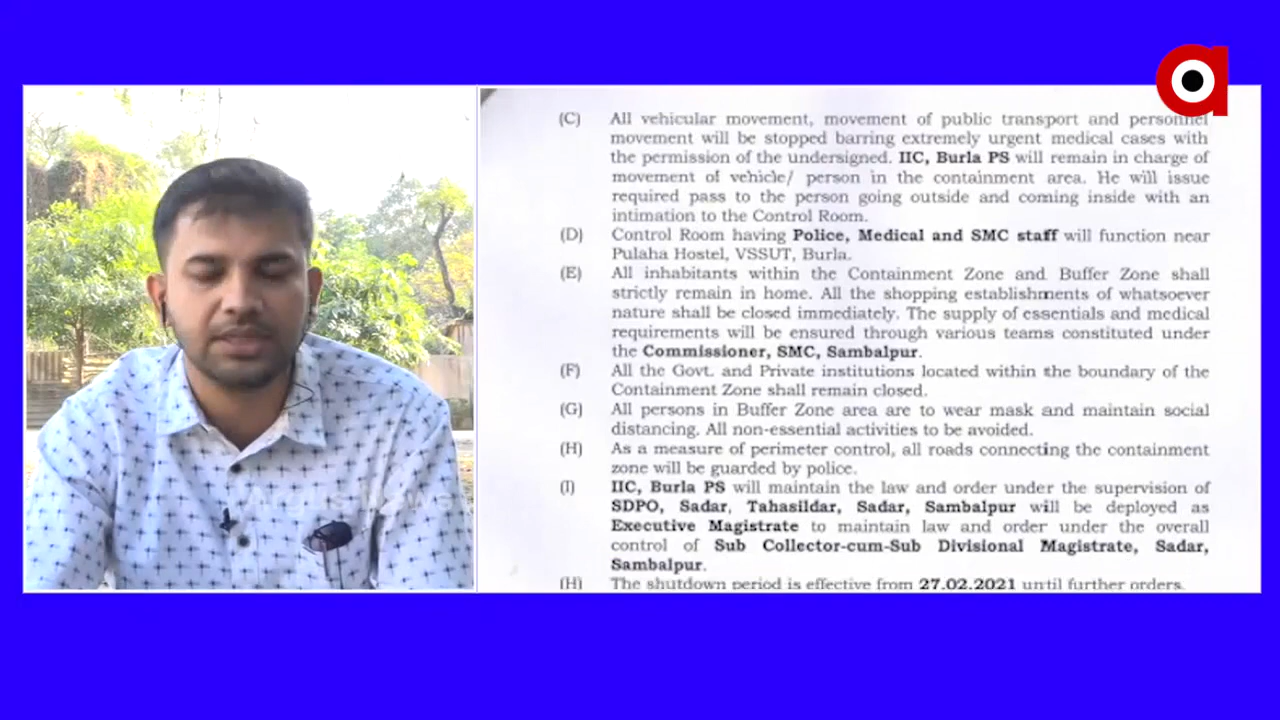 (C) All vehicular movement, movement of public transport and personnel
movement will be stopped barring extremely urgent medical cases with
the permission of the undersigned. IIC, Burla PS will remain in charge of
movement of vehicle/ person in the containment area. He will issue
required pass to the person going outside and coming inside with an
intimation to the Control Room.
(D) Control Room having Police, Medical and SMC staff will function near
Pulaha Hostel, VSSUT, Burla.
(E) All inhabitants within the Containment Zone and Buffer Zone shall
strictly remain in home. All the shopping establishments of whatsoever
nature shall be closed immediately. The supply of essentials and medical
requirements will be ensured through various teams constituted under
the Commissioner, SMC, Sambalpur.
(F) All the Govt. and Private institutions located within the boundary of the
Containment Zone shall remain closed.
(G) All persons in Buffer Zone area are to wear mask and maintain social
distancing. All non-essential activities to be avoided.
(H) As a measure of perimeter control, all roads connecting the containment
zone will be guarded by police.
(I) IIC, Burla PS will maintain the law and order under the supervision of
SDPO, Sadar, Tahasildar, Sadar, Sambalpur will be deployed as
Executive Magistrate to maintain law and order under the overall
control of Sub Collector-cum-Sub Divisional Magistrate, Sadar,
Sambalpur.
(H) The shutdown period is effective from 27.02.2021 until further orders.